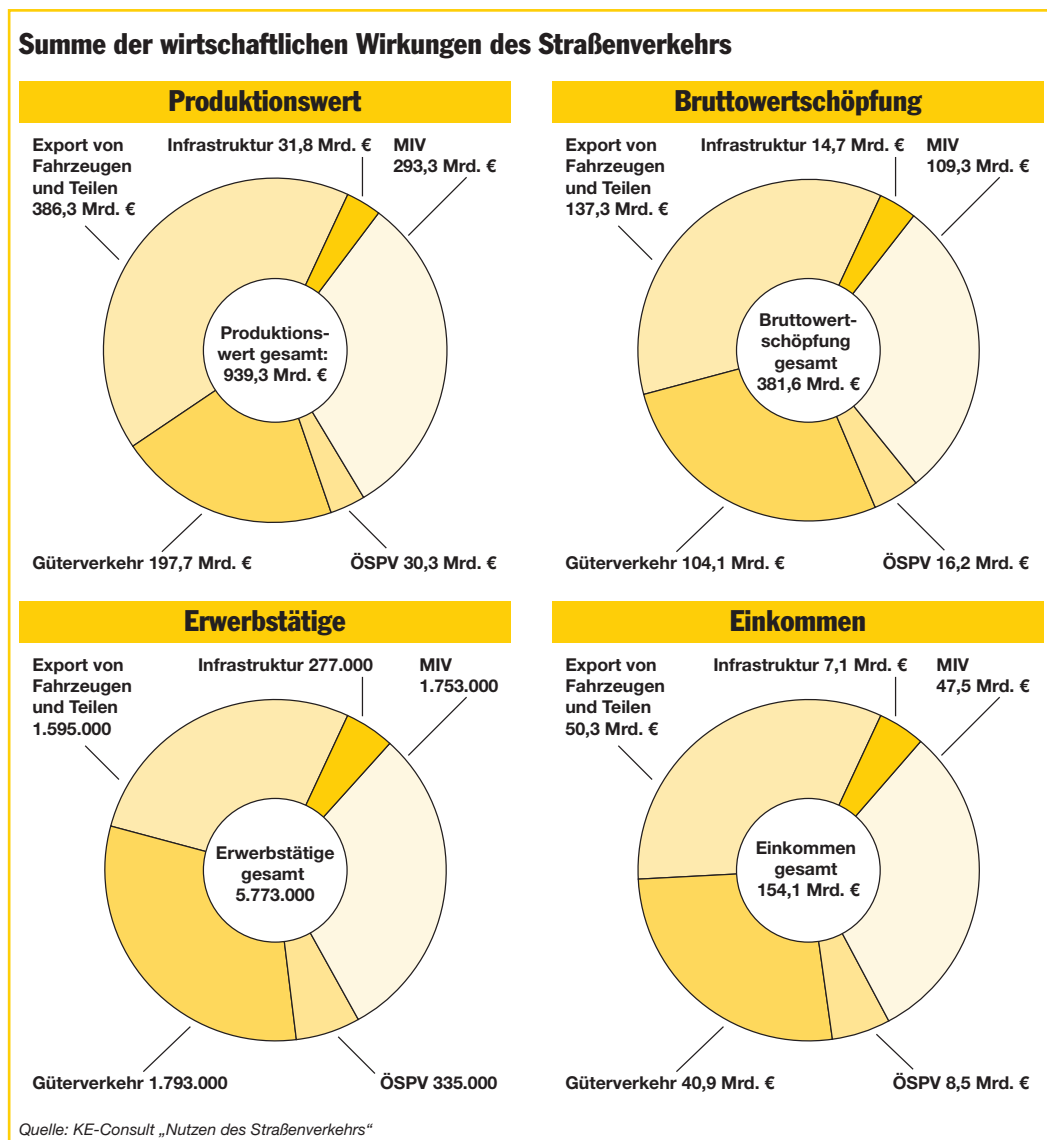 Summe der wirtschaftlichen Wirkungen des Straßenverkehrs
Produktionswert
Export von
Fahrzeugen
und Teilen
386,3 Mrd. €
Infrastruktur 31,8 Mrd. €
MIV
293,3 Mrd. €
Produktions-
wert gesamt:
939,3 Mrd. €
Güterverkehr 197,7 Mrd. €
ÖSPV 30,3 Mrd. €
Bruttowertschöpfung
Export von
Fahrzeugen
und Teilen
137,3 Mrd. €
Infrastruktur 14,7 Mrd. €
MIV
109,3 Mrd. €
Bruttowert-
schöpfung
gesamt
381,6 Mrd. €
Güterverkehr 104,1 Mrd. €
ÖSPV 16,2 Mrd. €
Erwerbstätige
Export von
Fahrzeugen
und Teilen
1.595.000
Infrastruktur 277.000
MIV
1.753.000
Erwerbstätige
gesamt
5.773.000
Güterverkehr 1.793.000
ÖSPV 335.000
Einkommen
Export von
Fahrzeugen
und Teilen
50,3 Mrd. €
Infrastruktur 7,1 Mrd. €
MIV
47,5 Mrd. €
Einkommen
gesamt
154,1 Mrd. €
Güterverkehr 40,9 Mrd. €
ÖSPV 8,5 Mrd. €
Quelle: KE-Consult „Nutzen des Straßenverkehrs“